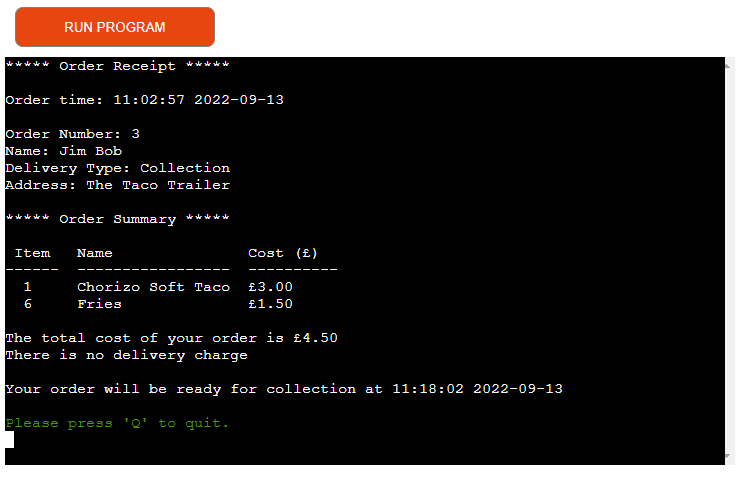 RUN PROGRAM
***** Order Receipt *****
Order time: 11:02:57 2022-09-13
Order Number: 3
Name: Jim Bob
Delivery Type: Collection
Address: The Taco Trailer
***** Order Summary *****
Item Name Cost (£)
------ ----------------- ----------
1 Chorizo Soft Taco £3.00
6 Fries £1.50
The total cost of your order is £4.50
There is no delivery charge
Your order will be ready for collection at 11:18:02 2022-09-13
Please press 'Q' to quit.